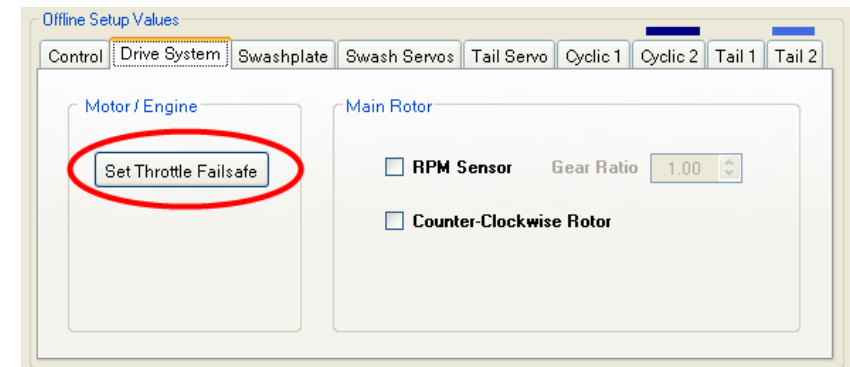 Offline Setup Values
Control Drive System Swashplate Swash Servos Tail Servo Cyclic 1 Cyclic 2 Tail 1 Tail 2
Motor / Engine
Main Rotor
Set Throttle Failsafe
RPM Sensor Gear Ratio 1.00
Counter-Clockwise Rotor